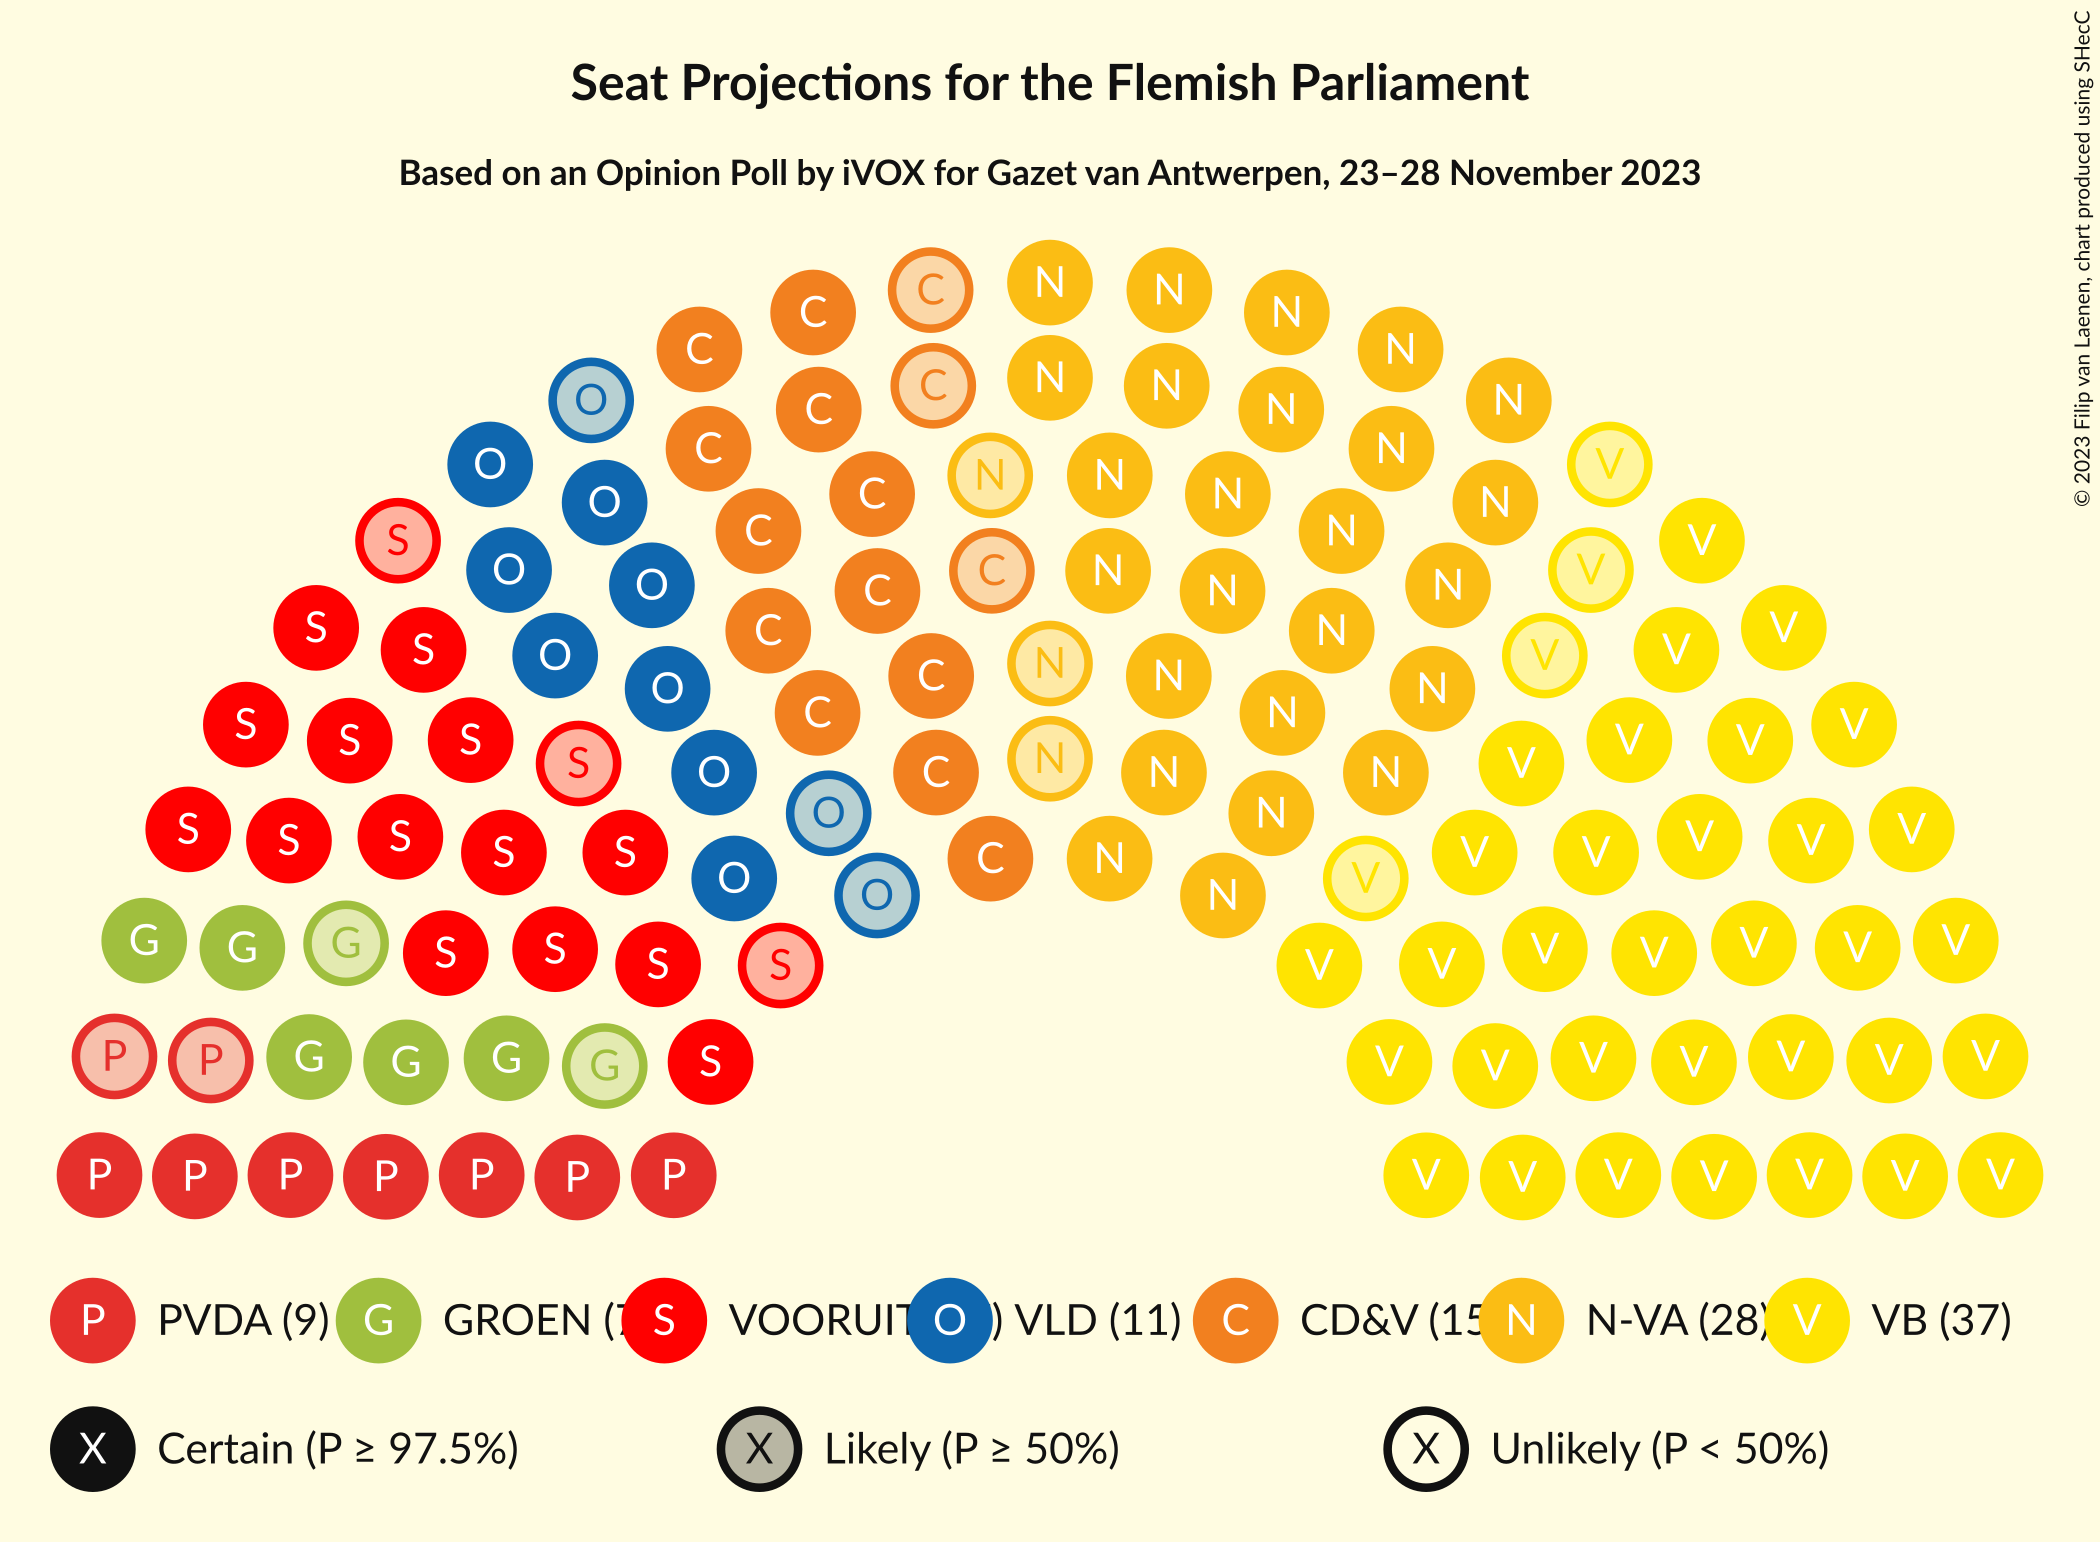 Seat Projections for the Flemish Parliament
Based on an Opinion Poll by iVOX for Gazet van Antwerpen, 23–28 November 2023
© 2023 Filip van Laenen, chart produced using SHecC
C N N N N
C C N N N
O C C N N N N V
O O C C N N N N V V
S O O C C C N N N N V V
S S O O C C N N N N V V V
S S S S O C C N N N N V V V V
S S S S S O O C N N N V V V V V V
G G G S S S S O V V V V V V V
P P G G G G S V V V V V V V
P P P P P P P V V V V V V V
P PVDA (9) G GROEN ( S VOORUIT O ) VLD (11) C CD&V (15 N N-VA (28) V VB (37)
X Certain (P ≥ 97.5%) X Likely (P ≥ 50%) X Unlikely (P < 50%)